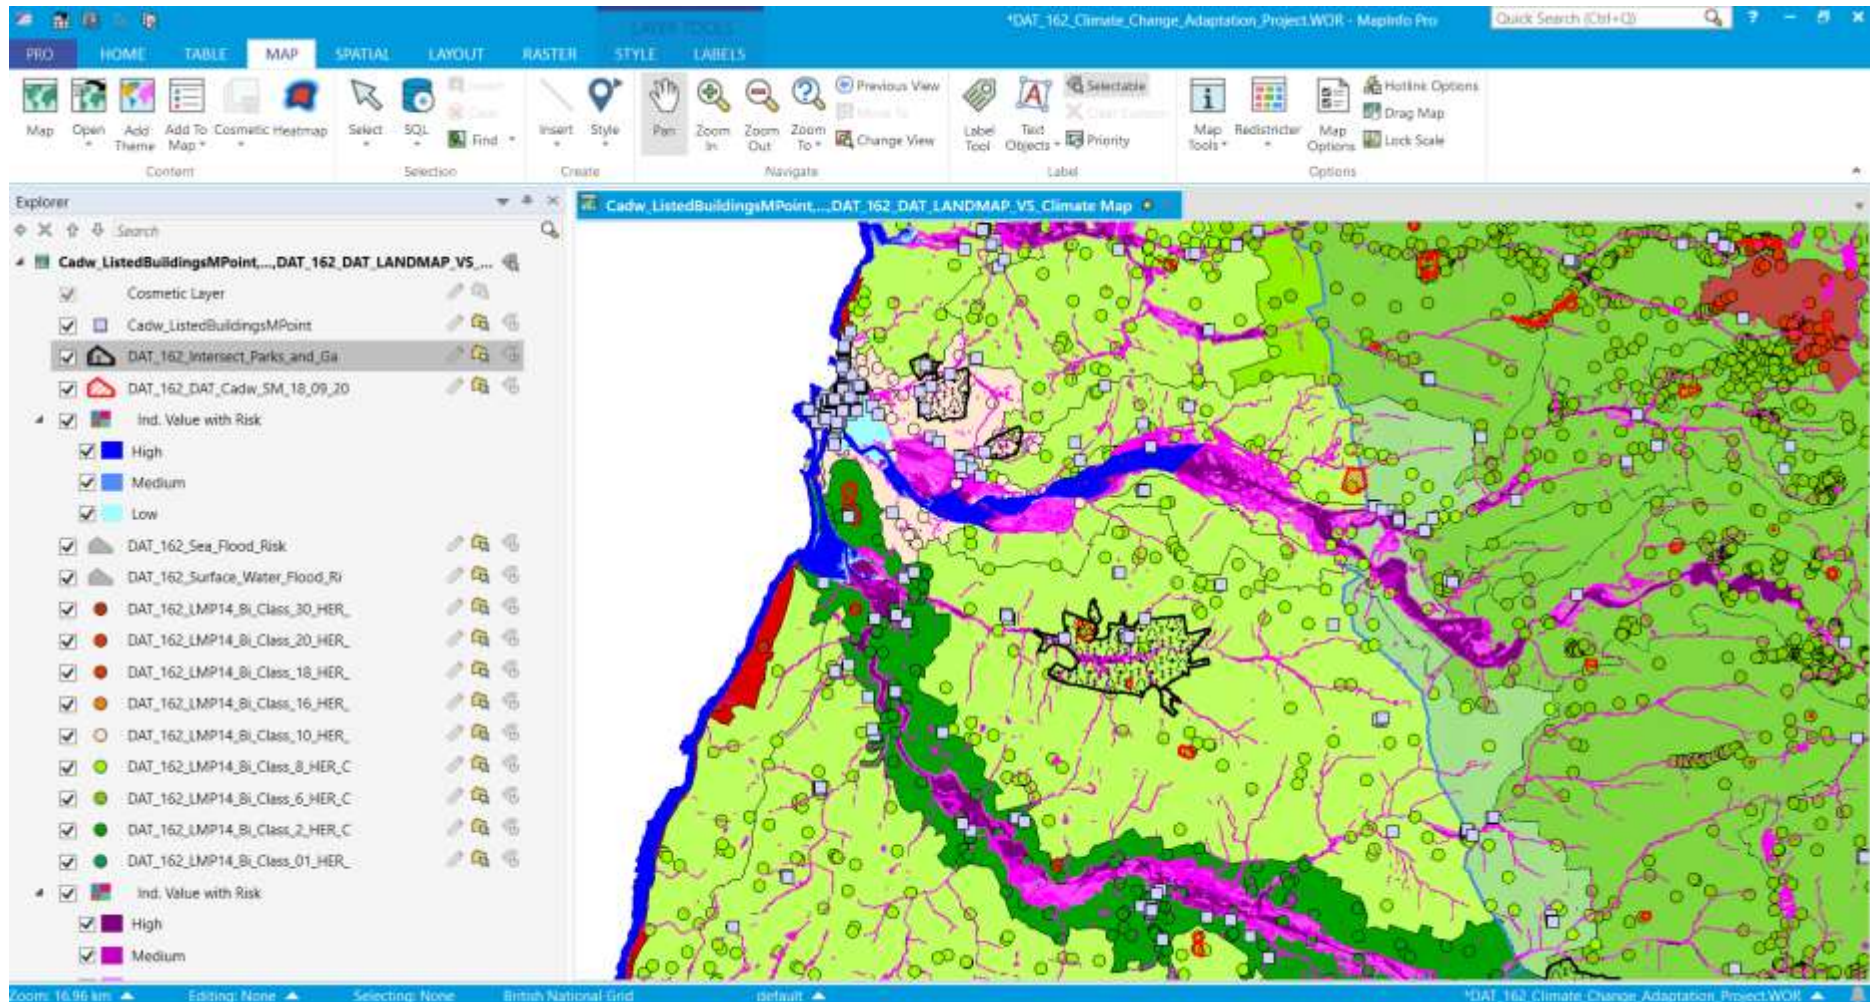 LAYER TOOLS
*DAT_162_Climate_Change_Adaptation_Project.WOR - MapInfo Pro
Quick Search (Ctrl+Q)
PRO HOME TABLE MAP SPATIAL LAYOUT RASTER STYLE LABELS
Map Open Add Theme Add To Map Cosmetic Heatmap
Content
Select SQL Find
Selection
Insert Style
Create
Pan Zoom In Zoom Out Zoom To Previous View Move To Change View
Navigate
Label Tool Text Objects Selectable Clear Custom Priority
Label
Map Tools Redistricter Map Options Hotlink Options Drag Map Lock Scale
Options
Explorer
Cadw_ListedBuildingsMPoint,...,DAT_162_DAT_LANDMAP_VS_Climate Map
Search
Cadw_ListedBuildingsMPoint,...,DAT_162_DAT_LANDMAP_VS_...
Cosmetic Layer
Cadw_ListedBuildingsMPoint
DAT_162_Intersect_Parks_and_Ga
DAT_162_DAT_Cadw_SM_18_09_20
Ind. Value with Risk
High
Medium
Low
DAT_162_Sea_Flood_Risk
DAT_162_Surface_Water_Flood_Ri
DAT_162_LMP14_Bi_Class_30_HER_
DAT_162_LMP14_Bi_Class_20_HER_
DAT_162_LMP14_Bi_Class_18_HER_
DAT_162_LMP14_Bi_Class_16_HER_
DAT_162_LMP14_Bi_Class_10_HER_
DAT_162_LMP14_Bi_Class_8_HER_C
DAT_162_LMP14_Bi_Class_6_HER_C
DAT_162_LMP14_Bi_Class_2_HER_C
DAT_162_LMP14_Bi_Class_01_HER_
Ind. Value with Risk
High
Medium
Zoom: 16.96 km Editing: None Selecting: None British National Grid default *DAT_162_Climate_Change_Adaptation_Project.WOR